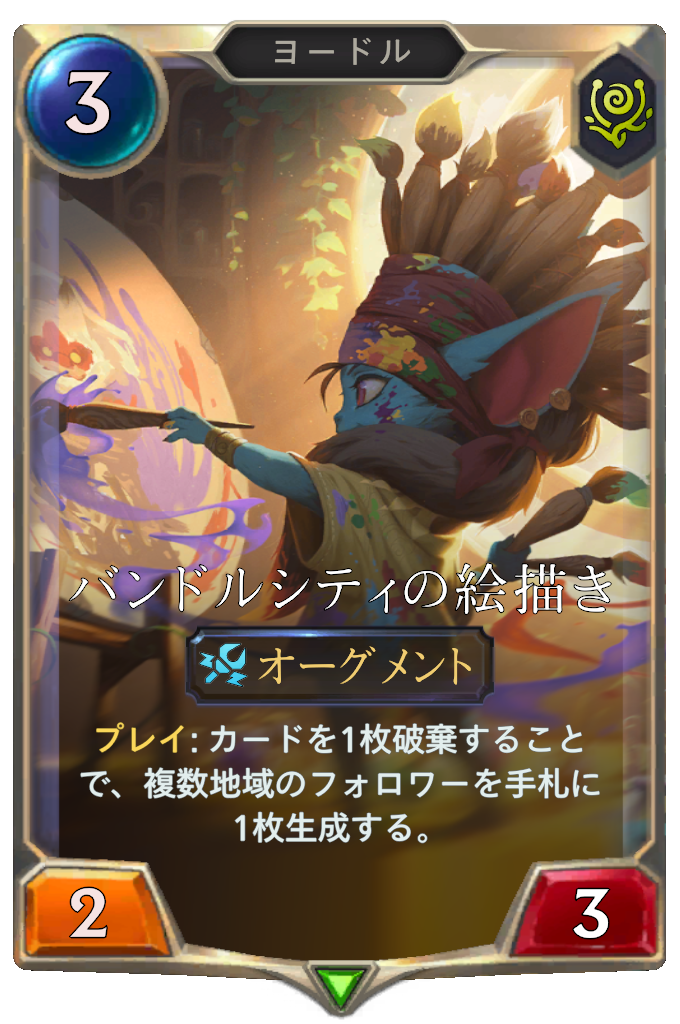 ヨードル
3
バンドルシティの絵描き
オーグメント
プレイ: カードを1枚破棄すること
で、複数地域のフォロワーを手札に
1枚生成する。
2
3